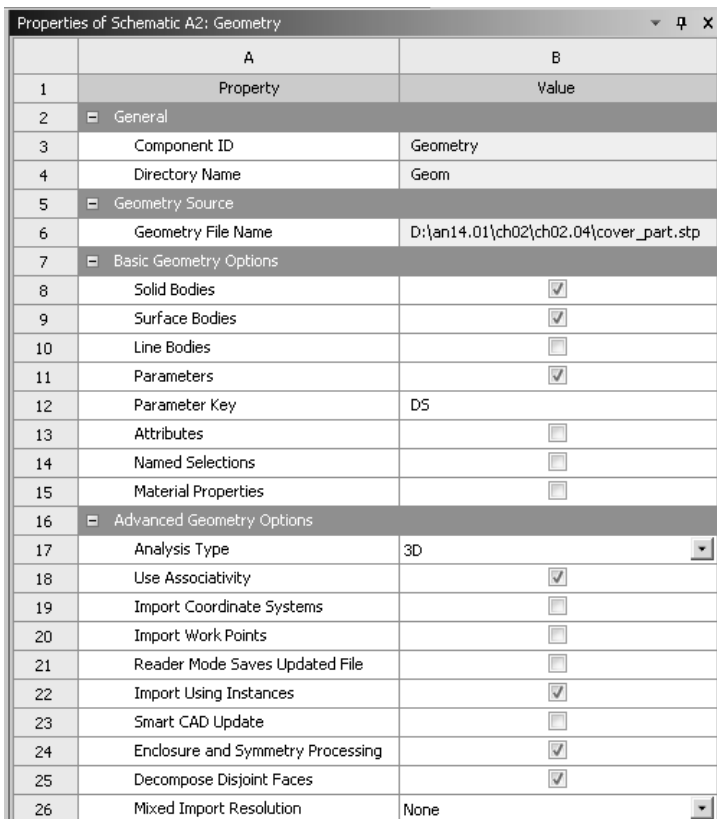 Properties of Schematic A2: Geometry
A B
1 Property Value
2 General
3 Component ID Geometry
4 Directory Name Geom
5 Geometry Source
6 Geometry File Name D:\an14.01\ch02\ch02.04\cover_part.stp
7 Basic Geometry Options
8 Solid Bodies
9 Surface Bodies
10 Line Bodies
11 Parameters
12 Parameter Key DS
13 Attributes
14 Named Selections
15 Material Properties
16 Advanced Geometry Options
17 Analysis Type 3D
18 Use Associativity
19 Import Coordinate Systems
20 Import Work Points
21 Reader Mode Saves Updated File
22 Import Using Instances
23 Smart CAD Update
24 Enclosure and Symmetry Processing
25 Decompose Disjoint Faces
26 Mixed Import Resolution None